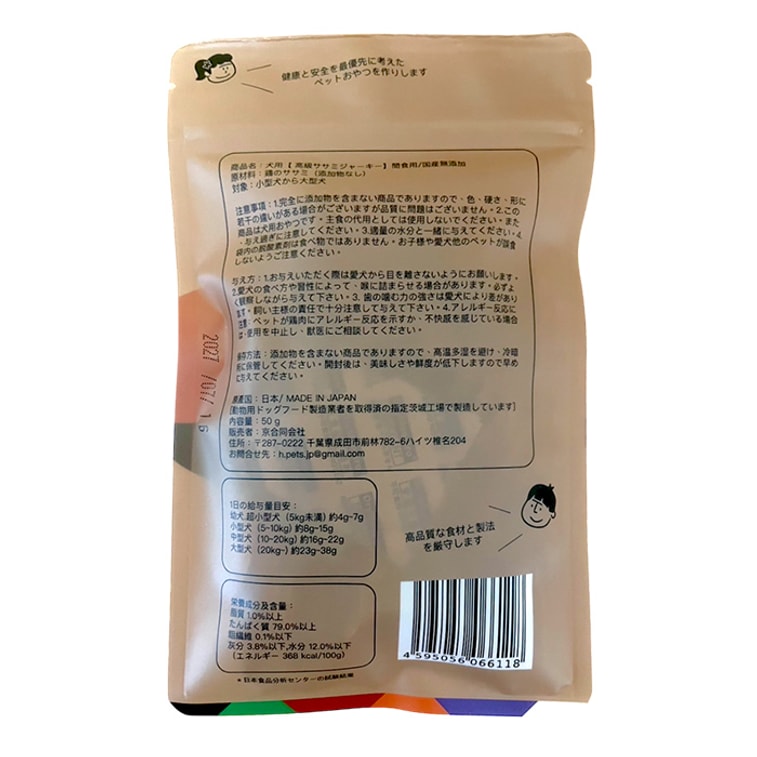 健康と安全を最優先に考えた
ペットおやつを作りします
商品名：犬用【 高級ササミジャーキー】 間食用/国産無添加
原材料：鶏のササミ（添加物なし）
対象：小型犬から大型犬
注意事項：1.完全に添加物を含まない商品でありますので、色、硬さ、形に
若干の違いがある場合がございますが品質に問題はございません。2.この
商品は犬用おやつです。主食の代用としては使用しないでください。また
、与え過ぎに注意してください。3.適量の水分と一緒に与えてください。4.
袋内の脱酸素剤は食べ物ではありません。お子様や愛犬他のペットが誤食
しないようご注意ください。
与え方：1.お与えいただく際は愛犬から目を離さないようにお願いします。
2.愛犬の食べ方や習性によって、喉に詰まらせる場合があります。必ずよ
く観察しながら与えて下さい。3. 歯の噛む力の強さは愛犬により差があり
ます。飼い主様の責任で十分注意して与えて下さい。4.アレルギー反応に
注意：ペットが鶏肉にアレルギー反応を示すか、不快感を感じている場合
は、使用を中止し、獣医にご相談してください。
保存方法：添加物を含まない商品でありますので、高温多湿を避け、冷暗
所に保管してください。開封後は、美味しさや鮮度が低下しますので早め
に与えてください。
原産国：日本/ MADE IN JAPAN
[動物用ドッグフード製造業者を取得済の指定茨城工場で製造しています]
内容量：50 g
販売者：京合同会社
住所：〒287-0222 千葉県成田市前林782-6ハイツ椎名204
お問合せ先：h.pets.jp@gmail.com
2027/07/16
1日の給与量目安：
幼犬,超小型犬（5kg未満）約4g~7g
小型犬（5-10kg）約8g~15g
中型犬（10-20kg）約16g~22g
大型犬（20kg~）約23g~38g
高品質な食材と製法
を厳守します
栄養成分及含量：
脂質 1.0%以上
たんぱく質 79.0%以上
粗繊維 0.1%以下
灰分 3.8%以下,水分 12.0%以下
（エネルギー 368 kcal/100g）
＊日本食品分析センターの試験結果
4 595056 066118